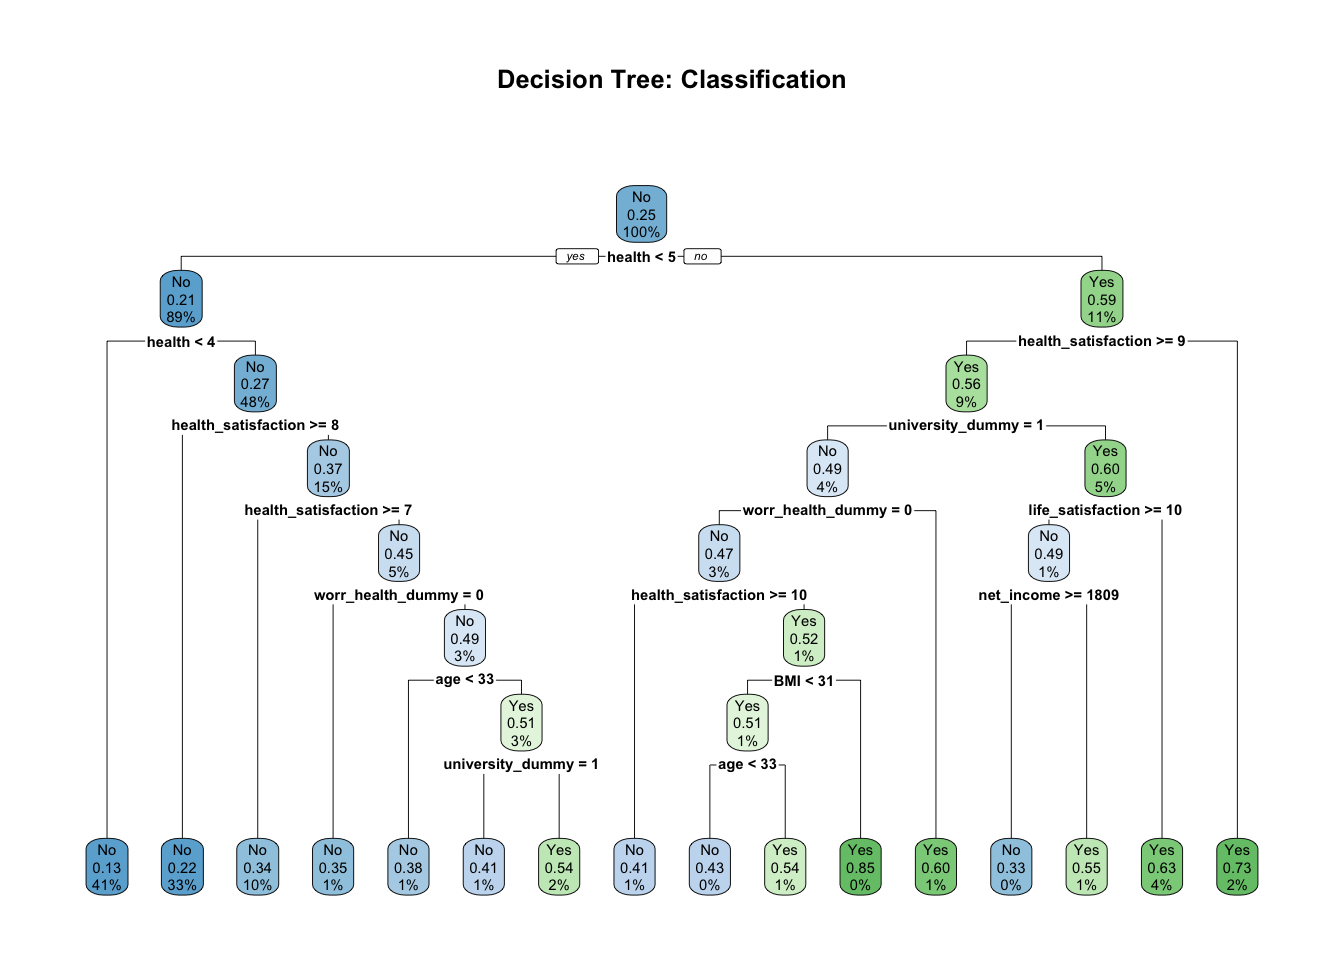 Decision Tree: Classification
No
0.25
100%
yes
health < 5
no
No
0.21
89%
Yes
0.59
11%
health < 4
health_satisfaction >= 9
No
0.27
48%
Yes
0.56
9%
health_satisfaction >= 8
university_dummy = 1
No
0.37
15%
No
0.49
4%
Yes
0.60
5%
health_satisfaction >= 7
worr_health_dummy = 0
life_satisfaction >= 10
No
0.45
5%
No
0.47
3%
No
0.49
1%
worr_health_dummy = 0
health_satisfaction >= 10
net_income >= 1809
No
0.49
3%
Yes
0.52
1%
age < 33
BMI < 31
Yes
0.51
3%
Yes
0.51
1%
university_dummy = 1
age < 33
No
0.13
41%
No
0.22
33%
No
0.34
10%
No
0.35
1%
No
0.38
1%
No
0.41
1%
Yes
0.54
2%
No
0.41
1%
No
0.43
0%
Yes
0.54
1%
Yes
0.85
0%
Yes
0.60
1%
No
0.33
0%
Yes
0.55
1%
Yes
0.63
4%
Yes
0.73
2%